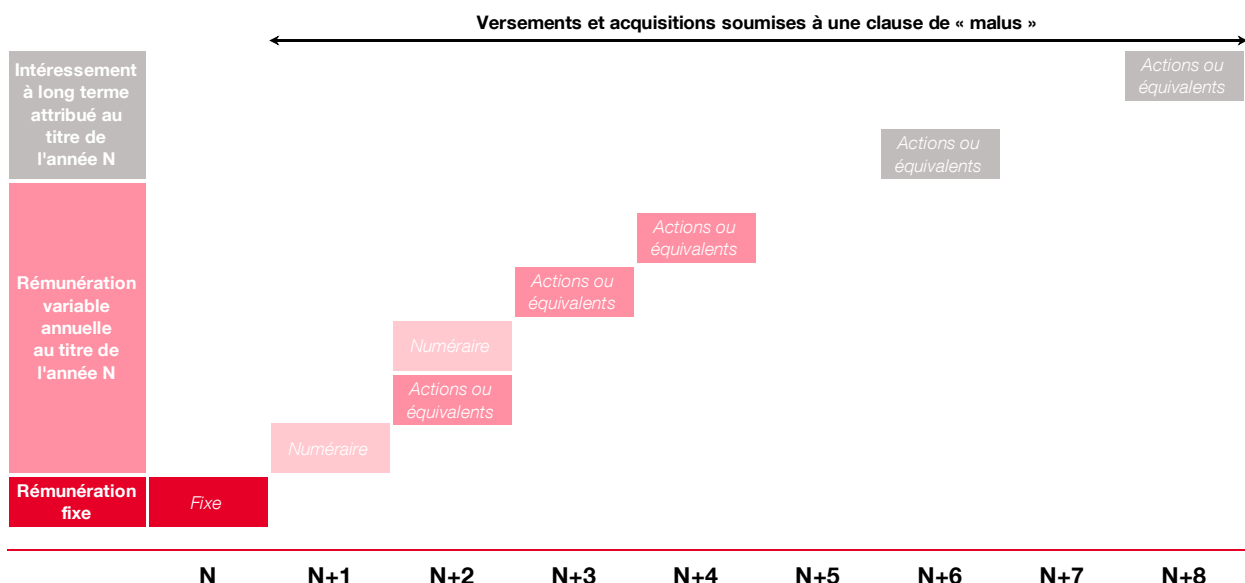 Versements et acquisitions soumises à une clause de « malus »
Intéressement
à long terme
attribué au
titre de
l'année N
Actions ou
équivalents
Actions ou
équivalents
Rémunération
variable
annuelle
au titre de
l'année N
Actions ou
équivalents
Actions ou
équivalents
Numéraire
Actions ou
équivalents
Numéraire
Rémunération
fixe
Fixe
N N+1 N+2 N+3 N+4 N+5 N+6 N+7 N+8